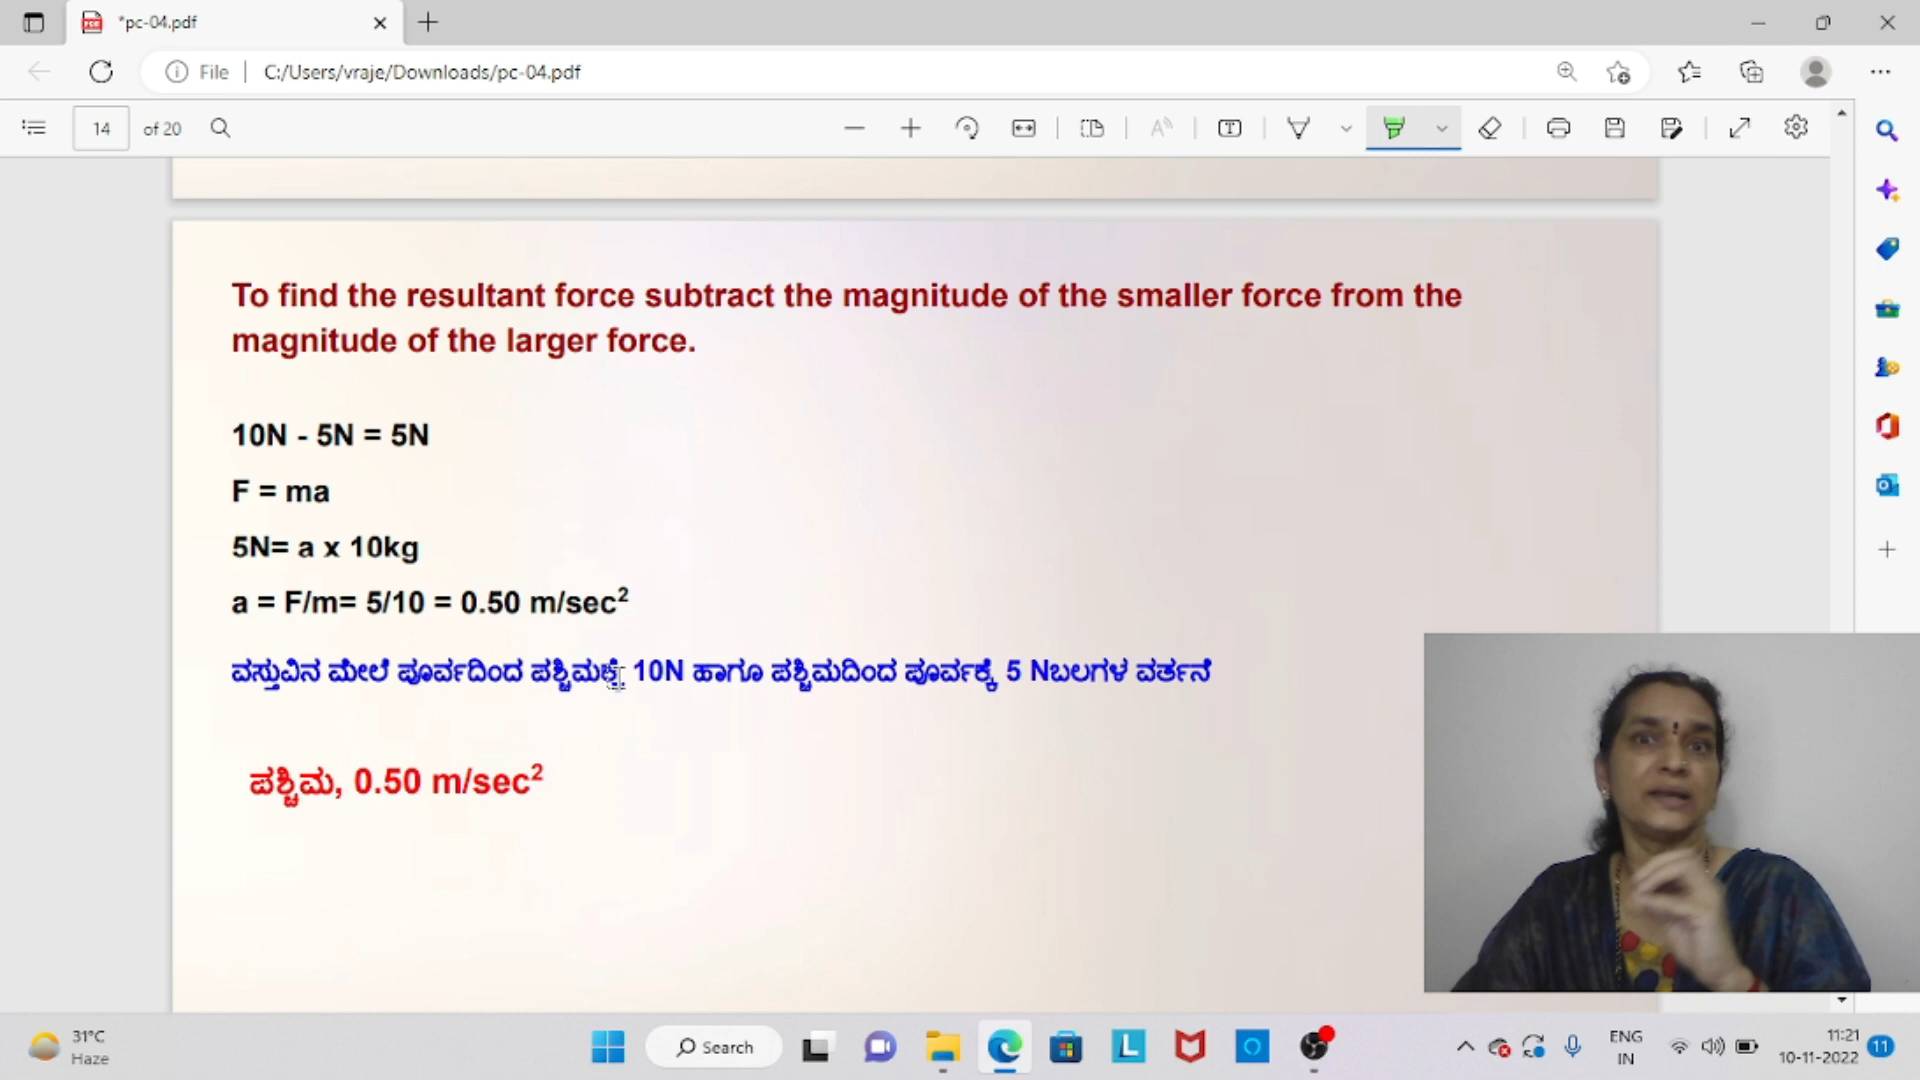 *pc-04.pdf
File
C:/Users/vraje/Downloads/pc-04.pdf
14
of 20
To find the resultant force subtract the magnitude of the smaller force from the
magnitude of the larger force.
10N - 5N = 5N
F = ma
5N= a x 10kg
a = F/m= 5/10 = 0.50 m/sec²
ವಸ್ತುವಿನ ಮೇಲೆ ಪೂರ್ವದಿಂದ ಪಶ್ಚಿಮಕ್ಕೆ 10N ಹಾಗೂ ಪಶ್ಚಿಮದಿಂದ ಪೂರ್ವಕ್ಕೆ 5 Nಬಲಗಳ ವರ್ತನೆ
ಪಶ್ಚಿಮ, 0.50 m/sec²
31°C
Haze
Search
ENG
IN
11:21
10-11-2022
11